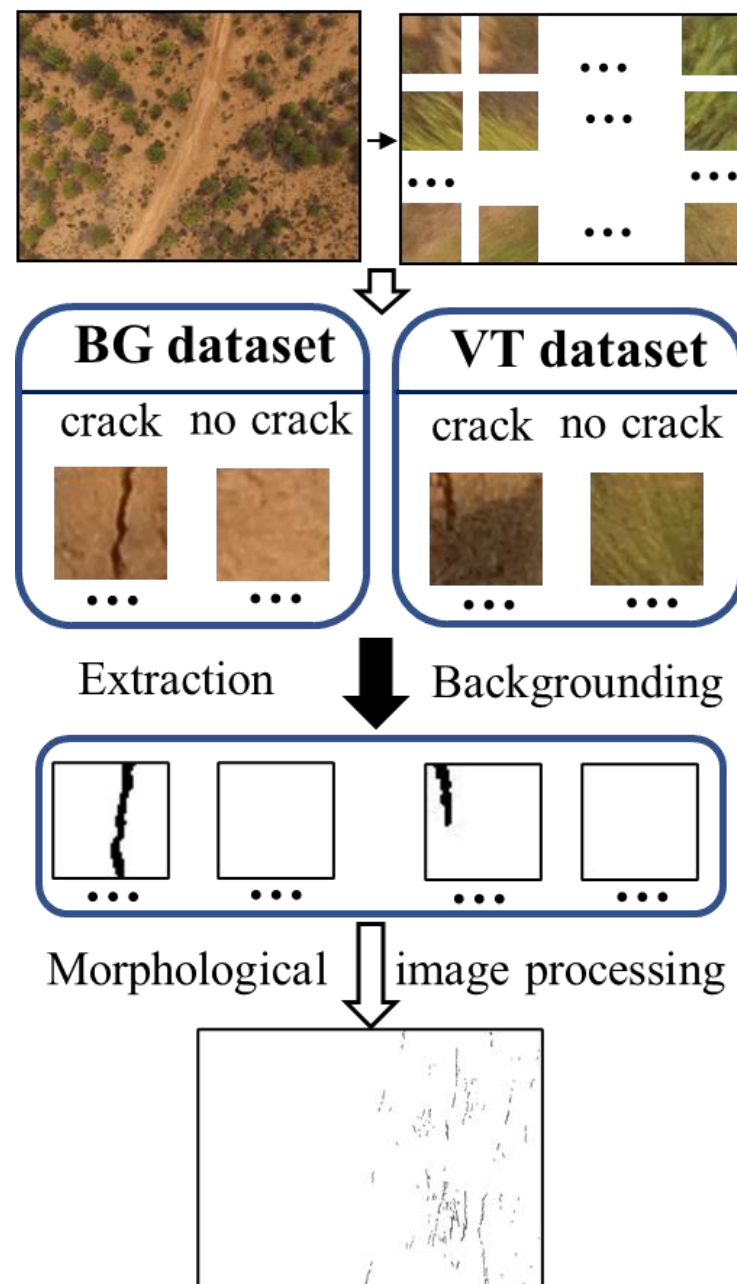 BG dataset
VT dataset
crack no crack
crack no crack
Extraction
Backgrounding
Morphological image processing